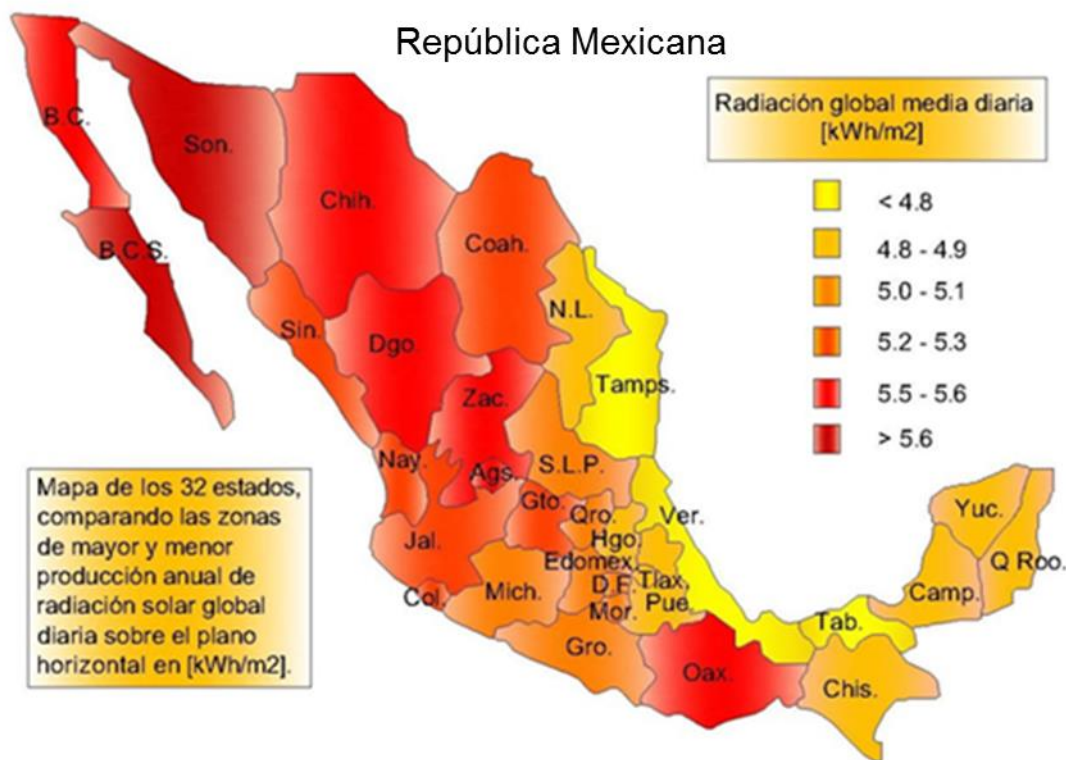 República Mexicana
Radiación global media diaria
[kWh/m2]
< 4.8
4.8 - 4.9
5.0 - 5.1
5.2 - 5.3
5.5 - 5.6
> 5.6
B.C.
Son.
Chih.
B.C.S.
Coah.
N.L.
Sin.
Dgo.
Tamps.
Zac.
Nay.
Ags.
S.L.P.
Gto.
Qro.
Ver.
Hgo.
Jal.
Edomex.
Yuc.
Q Roo.
Col.
Mich.
D.F.
Tlax.
Mor.
Pue.
Camp.
Tab.
Gro.
Oax.
Chis.
Mapa de los 32 estados,
comparando las zonas
de mayor y menor
producción anual de
radiación solar global
diaria sobre el plano
horizontal en [kWh/m2].